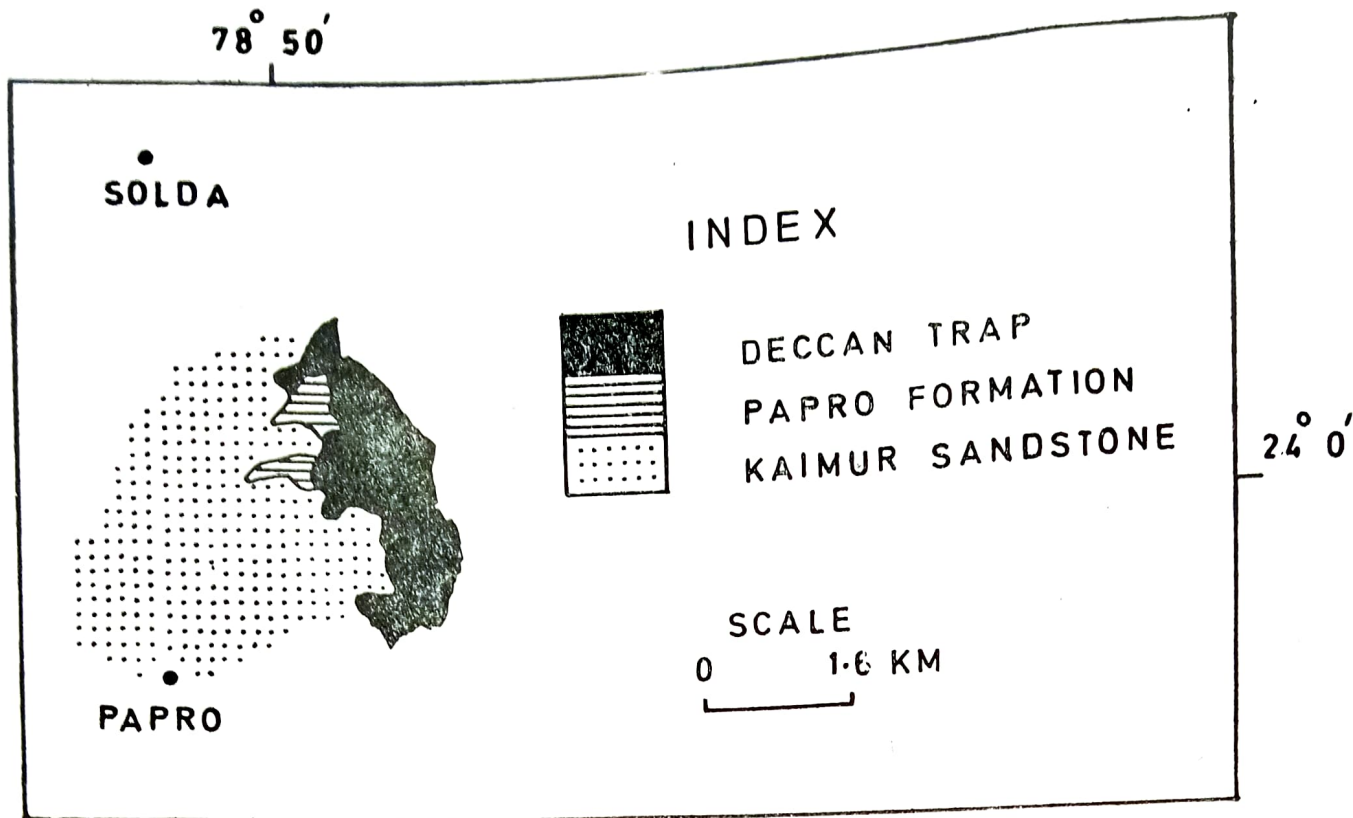 78° 50′
SOLDA
INDEX
DECCAN TRAP
PAPRO FORMATION
KAIMUR SANDSTONE
24° 0′
SCALE
0 1.6 KM
PAPRO